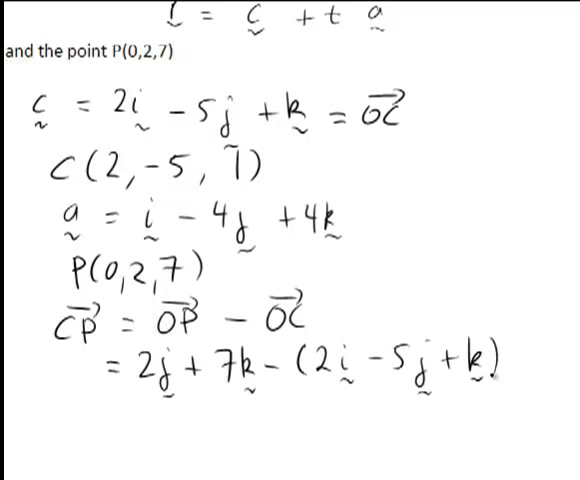 r = c + t a
and the point P(0,2,7)
c = 2i - 5j + k = OC
C(2,-5,1)
a = i - 4j + 4k
P(0,2,7)
CP = OP - OC
= 2j + 7k - (2i - 5j + k)